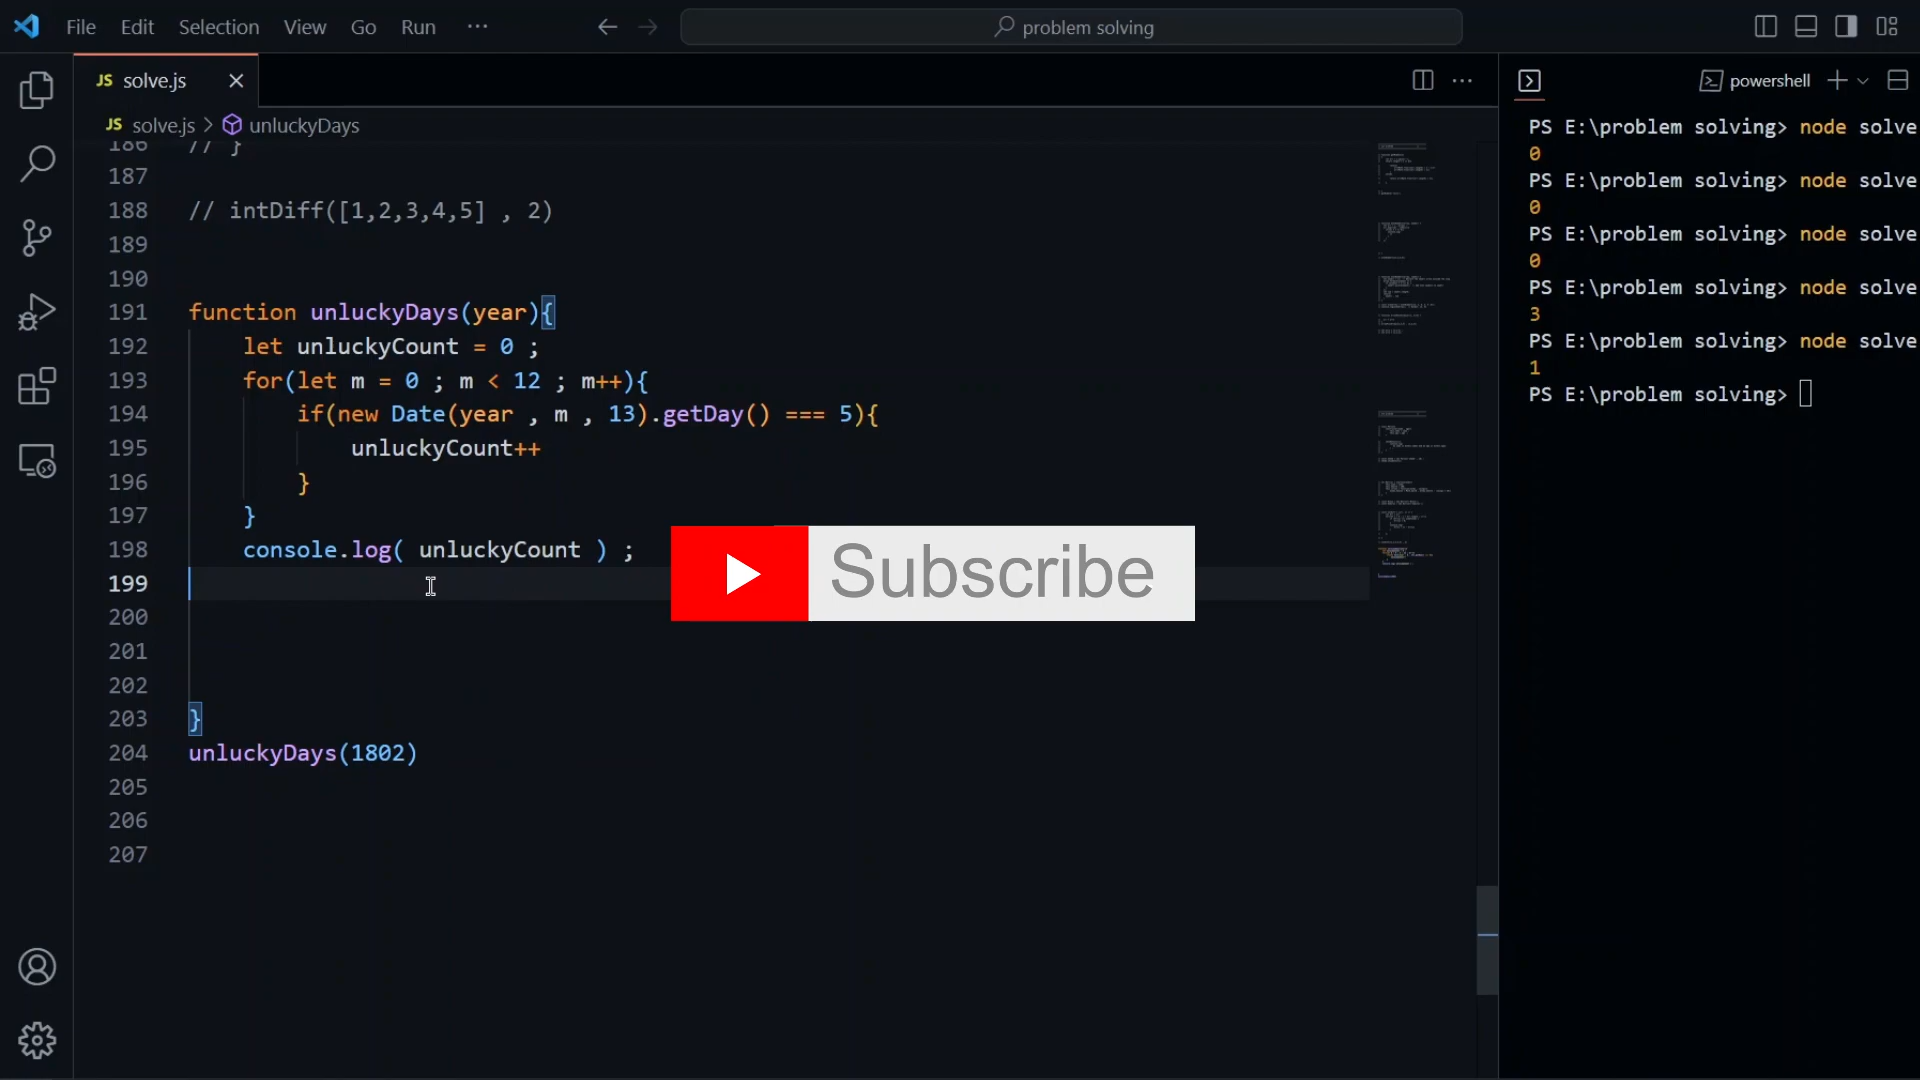 File Edit Selection View Go Run ···
problem solving
JS solve.js
JS solve.js > unluckyDays
186 // }
187
188 // intDiff([1,2,3,4,5] , 2)
189
190
191 function unluckyDays(year){
192 let unluckyCount = 0 ;
193 for(let m = 0 ; m < 12 ; m++){
194 if(new Date(year , m , 13).getDay() === 5){
195 unluckyCount++
196 }
197 }
198 console.log( unluckyCount ) ;
199
200
201
202
203 }
204 unluckyDays(1802)
205
206
207
Subscribe
powershell
PS E:\problem solving> node solve
0
PS E:\problem solving> node solve
0
PS E:\problem solving> node solve
0
PS E:\problem solving> node solve
3
PS E:\problem solving> node solve
1
PS E:\problem solving>